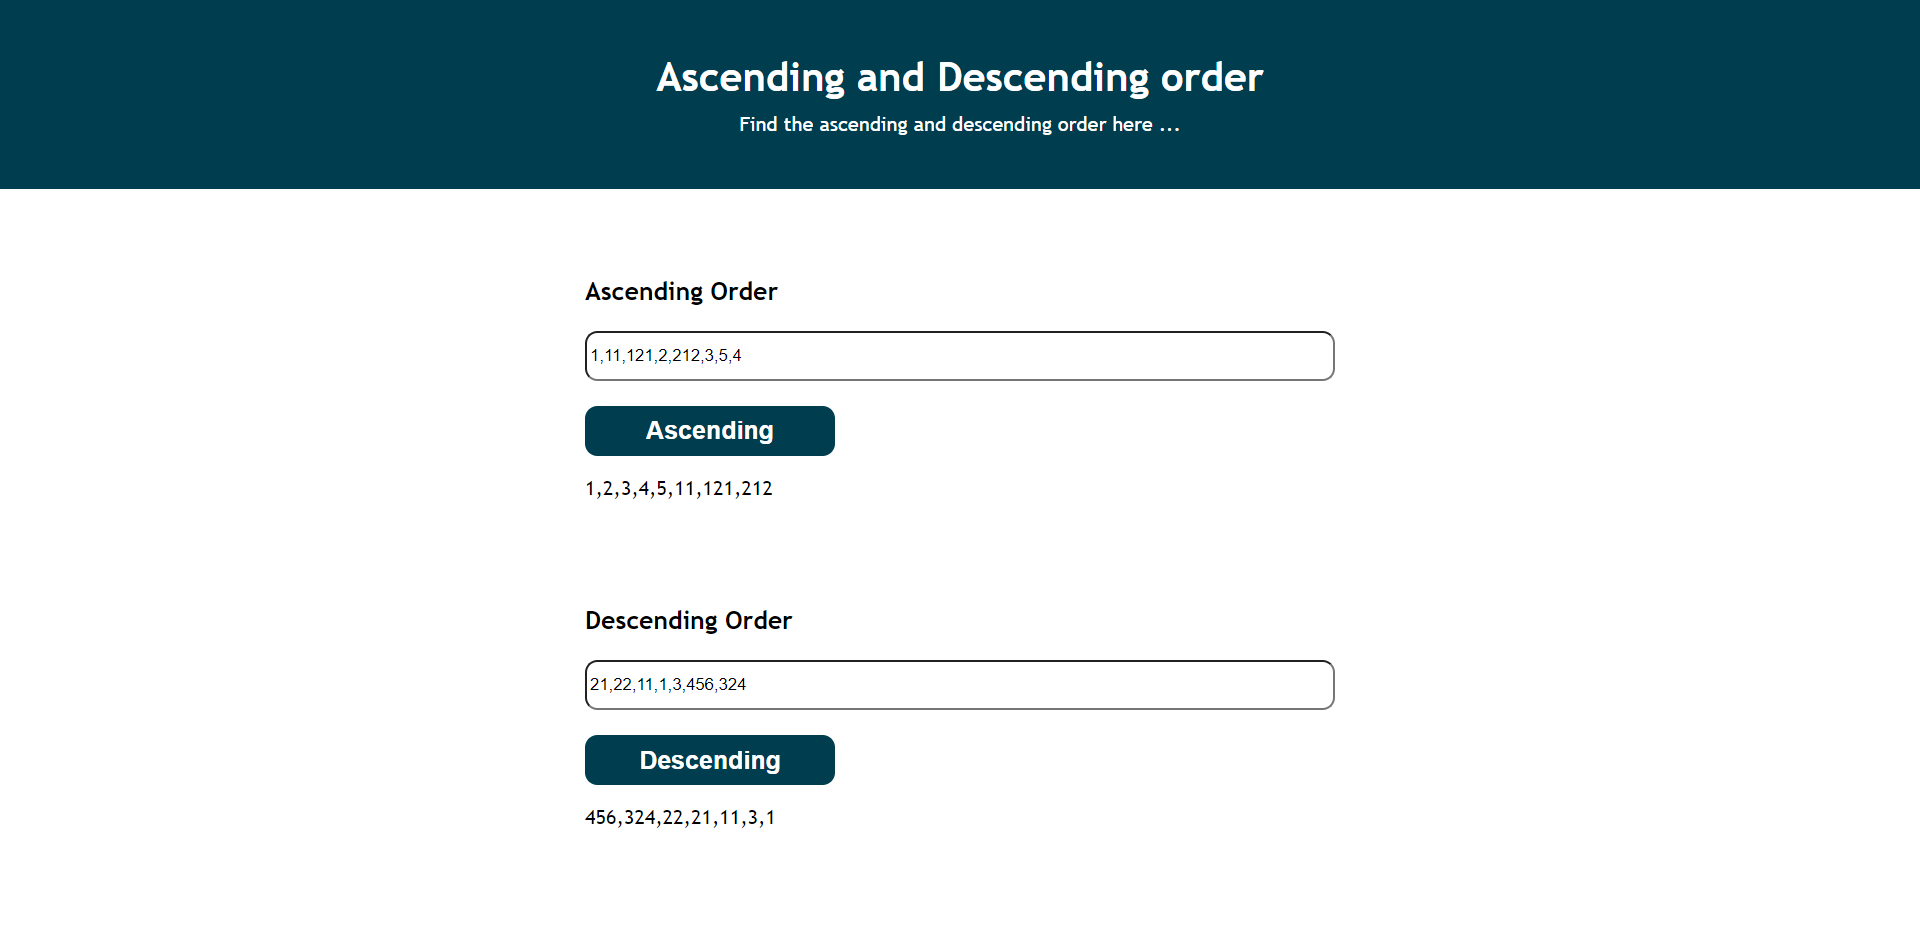 Ascending and Descending order
Find the ascending and descending order here ...
Ascending Order
1,11,121,2,212,3,5,4
Ascending
1,2,3,4,5,11,121,212
Descending Order
21,22,11,1,3,456,324
Descending
456,324,22,21,11,3,1